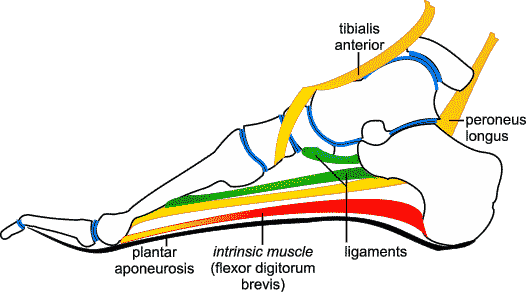 tibialis
anterior
peroneus
longus
plantar
aponeurosis
intrinsic muscle
(flexor digitorum
brevis)
ligaments